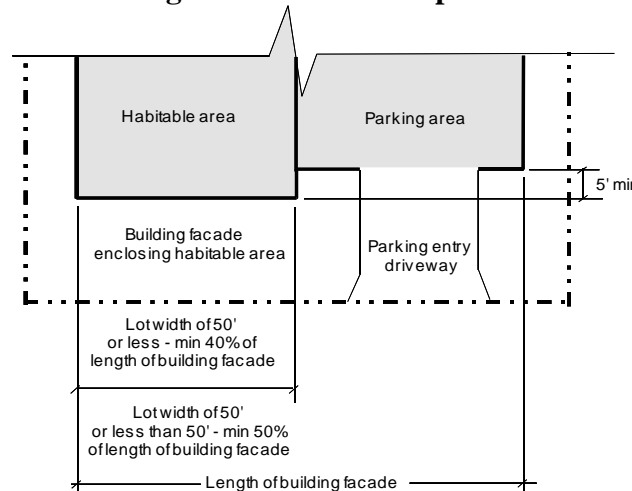 Habitable area
Parking area
5' min
Building facade
enclosing habitable area
Parking entry
driveway
Lot width of 50'
or less - min 40% of
length of building facade
Lot width of 50'
or less than 50' - min 50%
of length of building facade
Length of building facade